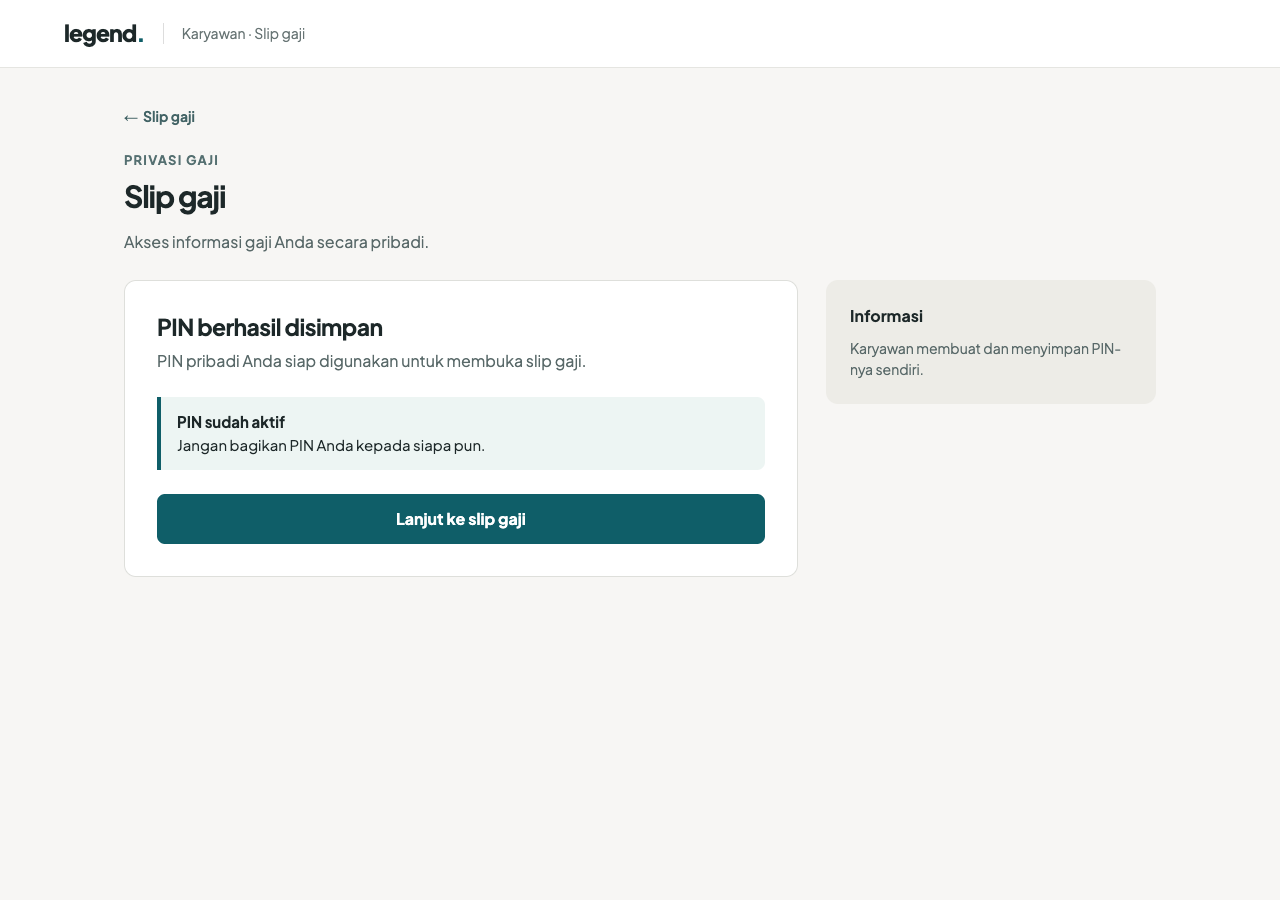 legend.
Karyawan · Slip gaji
← Slip gaji
PRIVASI GAJI
Slip gaji
Akses informasi gaji Anda secara pribadi.
PIN berhasil disimpan
PIN pribadi Anda siap digunakan untuk membuka slip gaji.
PIN sudah aktif
Jangan bagikan PIN Anda kepada siapa pun.
Lanjut ke slip gaji
Informasi
Karyawan membuat dan menyimpan PIN-
nya sendiri.